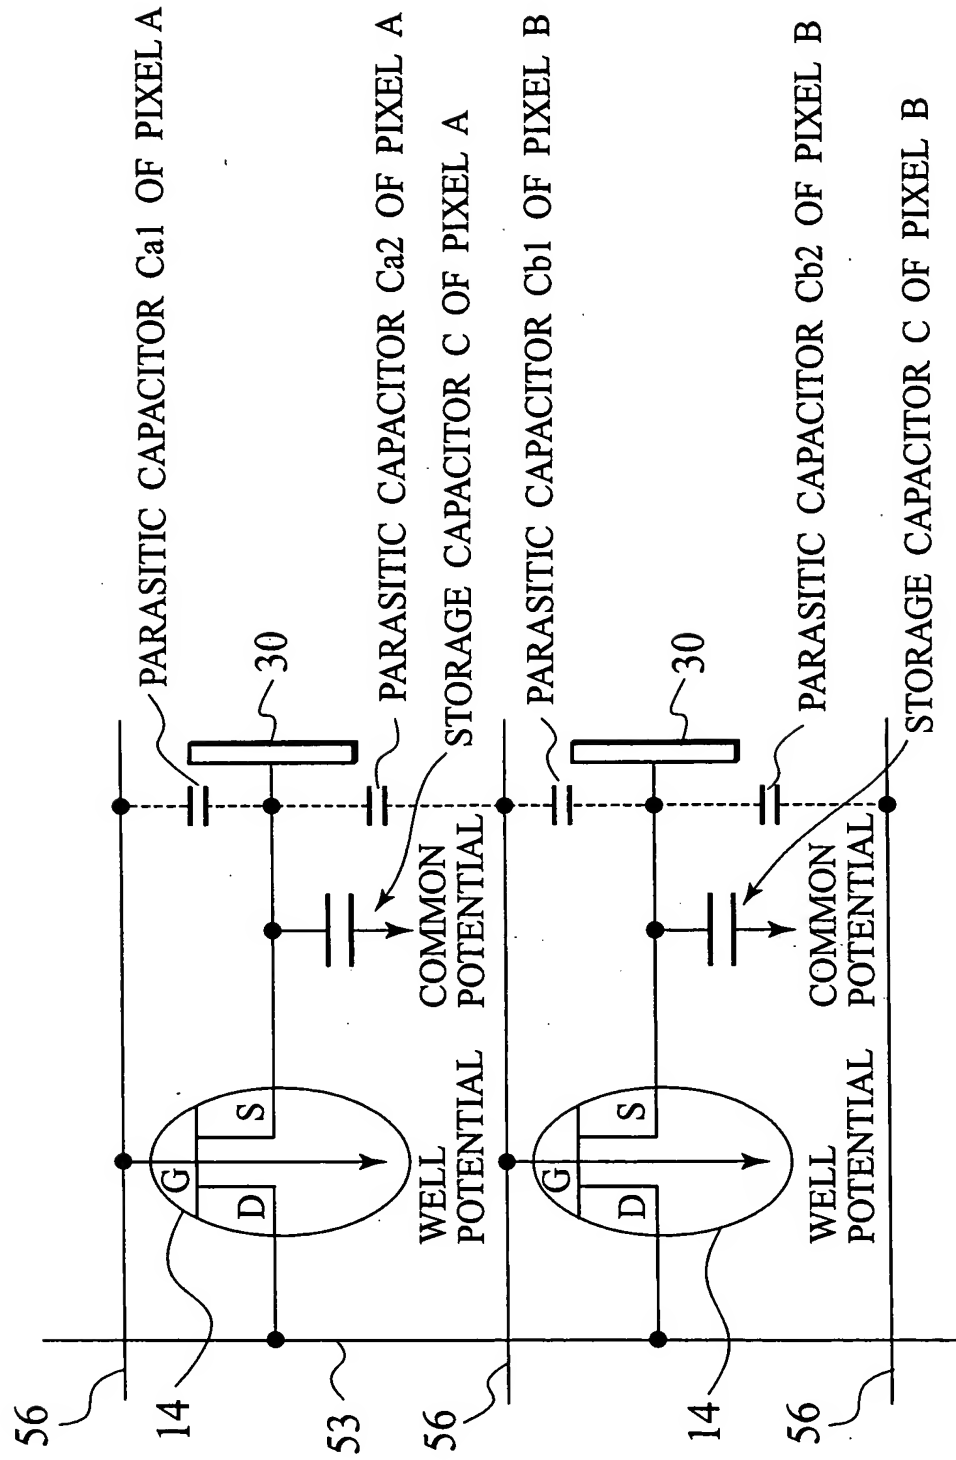 PARASITIC CAPACITOR Ca1 OF PIXEL A
30
PARASITIC CAPACITOR Ca2 OF PIXEL A
STORAGE CAPACITOR C OF PIXEL A
PARASITIC CAPACITOR Cb1 OF PIXEL B
30
PARASITIC CAPACITOR Cb2 OF PIXEL B
STORAGE CAPACITOR C OF PIXEL B
COMMON
POTENTIAL
COMMON
POTENTIAL
G
D
S
WELL
POTENTIAL
G
D
S
WELL
POTENTIAL
56
14
53
56
14
56